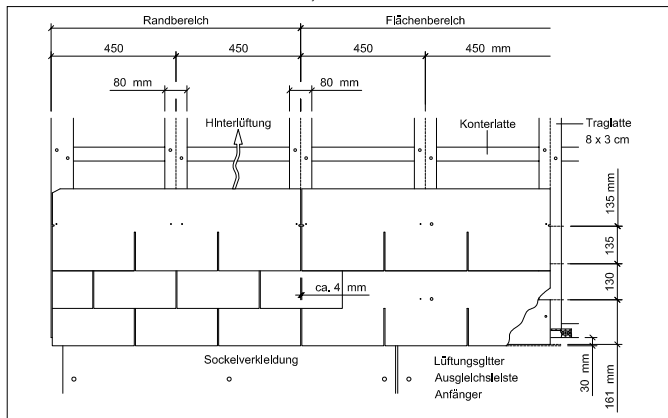 Randbereich
Flächenbereich
450
450
450
450 mm
80 mm
80 mm
Hinterlüftung
Konterlatte
Traglatte
8 x 3 cm
135 mm
135
130
ca. 4 mm
Sockelverkleidung
Lüftungsgitter
Ausgleichsleiste
Anfänger
30 mm
161 mm